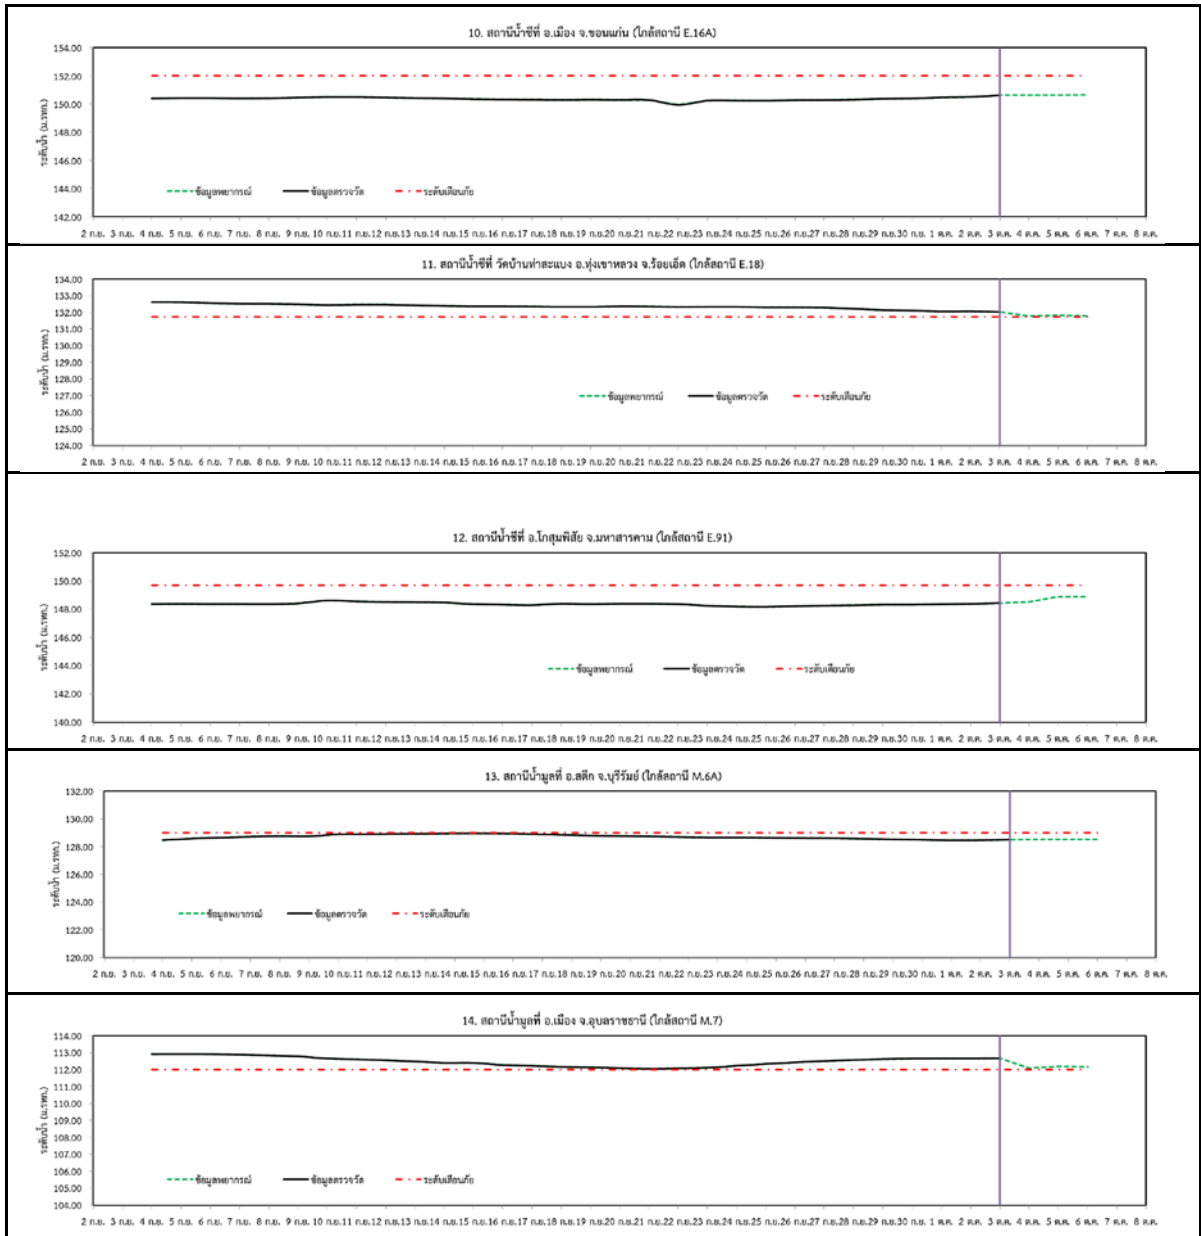 10. สถานีน้ำชีที่ อ.เมือง จ.ขอนแก่น (ใกล้สถานี E.16A)
ระดับน้ำ (ม.รทก.)
154.00
152.00
150.00
148.00
146.00
144.00
142.00
ข้อมูลพยากรณ์ ข้อมูลตรวจวัด ระดับเตือนภัย
2 ก.ย. 3 ก.ย. 4 ก.ย. 5 ก.ย. 6 ก.ย. 7 ก.ย. 8 ก.ย. 9 ก.ย. 10 ก.ย. 11 ก.ย. 12 ก.ย. 13 ก.ย. 14 ก.ย. 15 ก.ย. 16 ก.ย. 17 ก.ย. 18 ก.ย. 19 ก.ย. 20 ก.ย. 21 ก.ย. 22 ก.ย. 23 ก.ย. 24 ก.ย. 25 ก.ย. 26 ก.ย. 27 ก.ย. 28 ก.ย. 29 ก.ย. 30 ก.ย. 1 ต.ค. 2 ต.ค. 3 ต.ค. 4 ต.ค. 5 ต.ค. 6 ต.ค. 7 ต.ค. 8 ต.ค.
11. สถานีน้ำชีที่ วัดบ้านท่าสะแบง อ.ทุ่งเขาหลวง จ.ร้อยเอ็ด (ใกล้สถานี E.18)
ระดับน้ำ (ม.รทก.)
134.00
133.00
132.00
131.00
130.00
129.00
128.00
127.00
126.00
125.00
124.00
ข้อมูลพยากรณ์ ข้อมูลตรวจวัด ระดับเตือนภัย
2 ก.ย. 3 ก.ย. 4 ก.ย. 5 ก.ย. 6 ก.ย. 7 ก.ย. 8 ก.ย. 9 ก.ย. 10 ก.ย. 11 ก.ย. 12 ก.ย. 13 ก.ย. 14 ก.ย. 15 ก.ย. 16 ก.ย. 17 ก.ย. 18 ก.ย. 19 ก.ย. 20 ก.ย. 21 ก.ย. 22 ก.ย. 23 ก.ย. 24 ก.ย. 25 ก.ย. 26 ก.ย. 27 ก.ย. 28 ก.ย. 29 ก.ย. 30 ก.ย. 1 ต.ค. 2 ต.ค. 3 ต.ค. 4 ต.ค. 5 ต.ค. 6 ต.ค. 7 ต.ค. 8 ต.ค.
12. สถานีน้ำชีที่ อ.โกสุมพิสัย จ.มหาสารคาม (ใกล้สถานี E.91)
ระดับน้ำ (ม.รทก.)
152.00
150.00
148.00
146.00
144.00
142.00
140.00
ข้อมูลพยากรณ์ ข้อมูลตรวจวัด ระดับเตือนภัย
2 ก.ย. 3 ก.ย. 4 ก.ย. 5 ก.ย. 6 ก.ย. 7 ก.ย. 8 ก.ย. 9 ก.ย. 10 ก.ย. 11 ก.ย. 12 ก.ย. 13 ก.ย. 14 ก.ย. 15 ก.ย. 16 ก.ย. 17 ก.ย. 18 ก.ย. 19 ก.ย. 20 ก.ย. 21 ก.ย. 22 ก.ย. 23 ก.ย. 24 ก.ย. 25 ก.ย. 26 ก.ย. 27 ก.ย. 28 ก.ย. 29 ก.ย. 30 ก.ย. 1 ต.ค. 2 ต.ค. 3 ต.ค. 4 ต.ค. 5 ต.ค. 6 ต.ค. 7 ต.ค. 8 ต.ค.
13. สถานีน้ำมูลที่ อ.สตึก จ.บุรีรัมย์ (ใกล้สถานี M.6A)
ระดับน้ำ (ม.รทก.)
132.00
130.00
128.00
126.00
124.00
122.00
120.00
ข้อมูลพยากรณ์ ข้อมูลตรวจวัด ระดับเตือนภัย
2 ก.ย. 3 ก.ย. 4 ก.ย. 5 ก.ย. 6 ก.ย. 7 ก.ย. 8 ก.ย. 9 ก.ย. 10 ก.ย. 11 ก.ย. 12 ก.ย. 13 ก.ย. 14 ก.ย. 15 ก.ย. 16 ก.ย. 17 ก.ย. 18 ก.ย. 19 ก.ย. 20 ก.ย. 21 ก.ย. 22 ก.ย. 23 ก.ย. 24 ก.ย. 25 ก.ย. 26 ก.ย. 27 ก.ย. 28 ก.ย. 29 ก.ย. 30 ก.ย. 1 ต.ค. 2 ต.ค. 3 ต.ค. 4 ต.ค. 5 ต.ค. 6 ต.ค. 7 ต.ค. 8 ต.ค.
14. สถานีน้ำมูลที่ อ.เมือง จ.อุบลราชธานี (ใกล้สถานี M.7)
ระดับน้ำ (ม.รทก.)
114.00
113.00
112.00
111.00
110.00
109.00
108.00
107.00
106.00
105.00
104.00
ข้อมูลพยากรณ์ ข้อมูลตรวจวัด ระดับเตือนภัย
2 ก.ย. 3 ก.ย. 4 ก.ย. 5 ก.ย. 6 ก.ย. 7 ก.ย. 8 ก.ย. 9 ก.ย. 10 ก.ย. 11 ก.ย. 12 ก.ย. 13 ก.ย. 14 ก.ย. 15 ก.ย. 16 ก.ย. 17 ก.ย. 18 ก.ย. 19 ก.ย. 20 ก.ย. 21 ก.ย. 22 ก.ย. 23 ก.ย. 24 ก.ย. 25 ก.ย. 26 ก.ย. 27 ก.ย. 28 ก.ย. 29 ก.ย. 30 ก.ย. 1 ต.ค. 2 ต.ค. 3 ต.ค. 4 ต.ค. 5 ต.ค. 6 ต.ค. 7 ต.ค. 8 ต.ค.